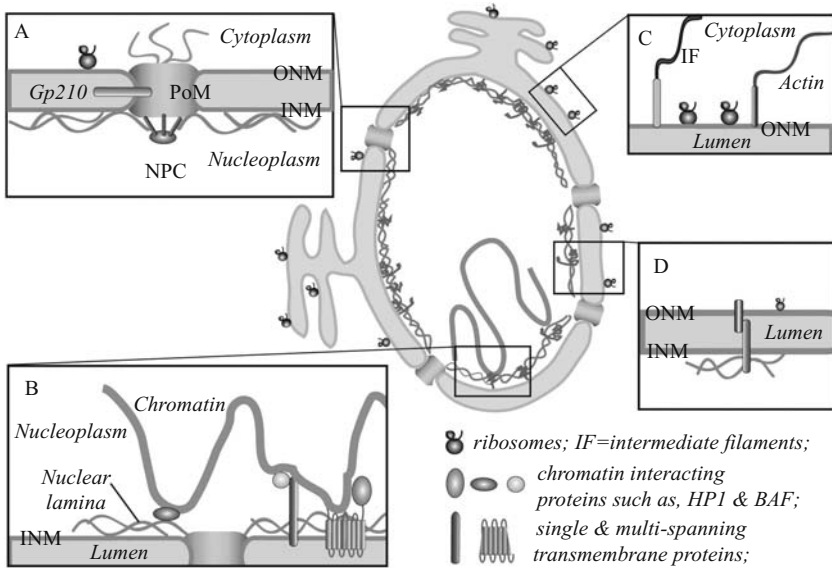 A
Cytoplasm
ONM
Gp210
PoM
INM
Nucleoplasm
NPC
C
Cytoplasm
IF
Actin
ONM
Lumen
D
ONM
Lumen
INM
B
Chromatin
Nucleoplasm
Nuclear
lamina
INM
Lumen
ribosomes; IF=intermediate filaments;
chromatin interacting
proteins such as, HP1 & BAF;
single & multi-spanning
transmembrane proteins;